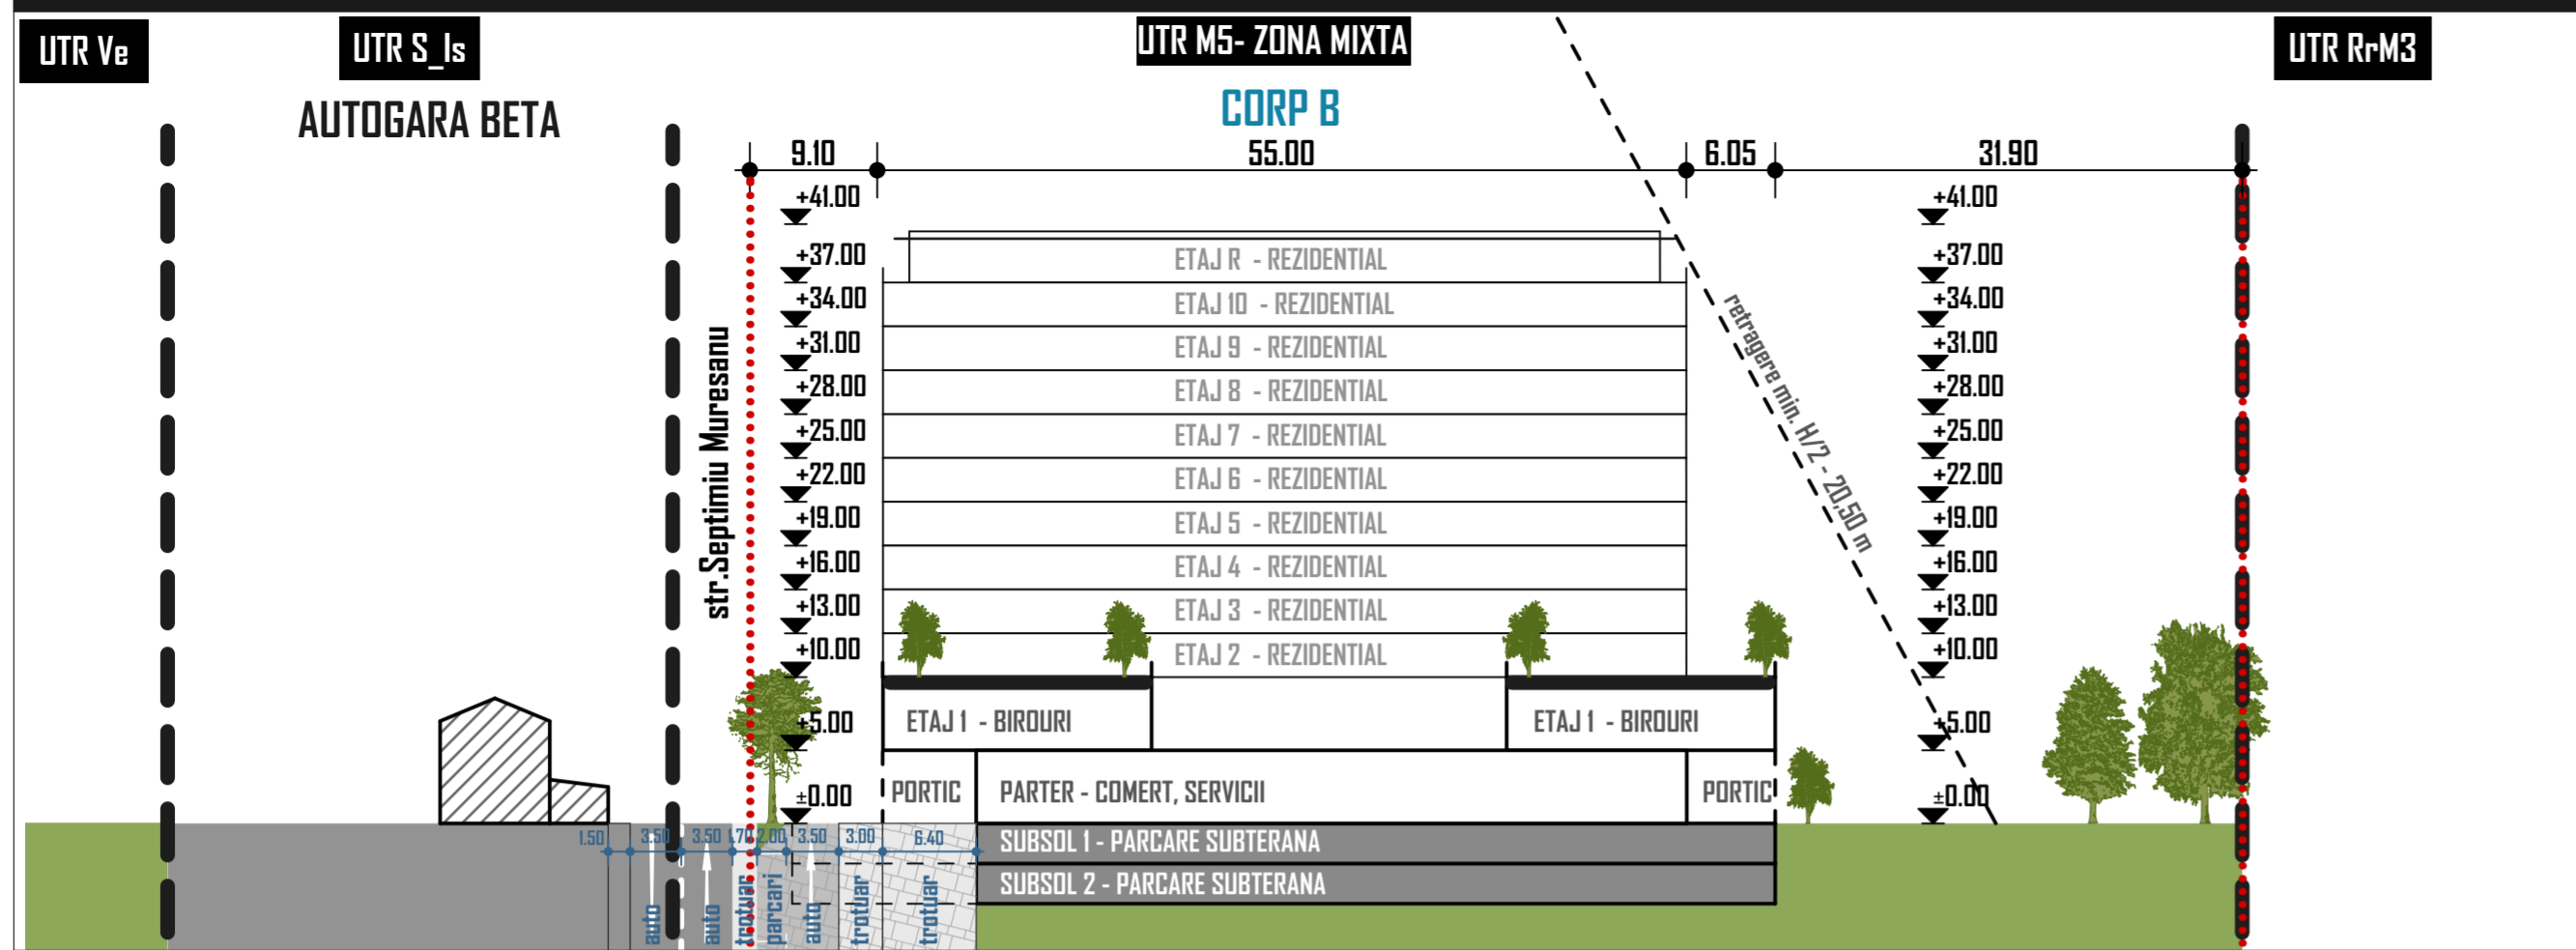 UTR Ve
UTR S_Is
UTR M5- ZONA MIXTA
UTR RrM3
AUTOGARA BETA
CORP B
9.10
55.00
6.05
31.90
+41.00
+41.00
+37.00
ETAJ R - REZIDENTIAL
+37.00
+34.00
ETAJ 10 - REZIDENTIAL
+34.00
+31.00
ETAJ 9 - REZIDENTIAL
+31.00
+28.00
ETAJ 8 - REZIDENTIAL
+28.00
+25.00
ETAJ 7 - REZIDENTIAL
+25.00
+22.00
ETAJ 6 - REZIDENTIAL
+22.00
+19.00
ETAJ 5 - REZIDENTIAL
+19.00
+16.00
ETAJ 4 - REZIDENTIAL
+16.00
+13.00
ETAJ 3 - REZIDENTIAL
+13.00
+10.00
ETAJ 2 - REZIDENTIAL
+10.00
str.Septimiu Muresanu
retragere min. H/2 - 20,50 m
+5.00
ETAJ 1 - BIROURI
ETAJ 1 - BIROURI
+5.00
±0.00
PORTIC
PARTER - COMERT, SERVICII
PORTIC
±0.00
1.50
3.50
3.50
1.70
2.00
3.50
3.00
6.40
SUBSOL 1 - PARCARE SUBTERANA
SUBSOL 2 - PARCARE SUBTERANA
auto
auto
trotuar
parcari
auto
trotuar
trotuar